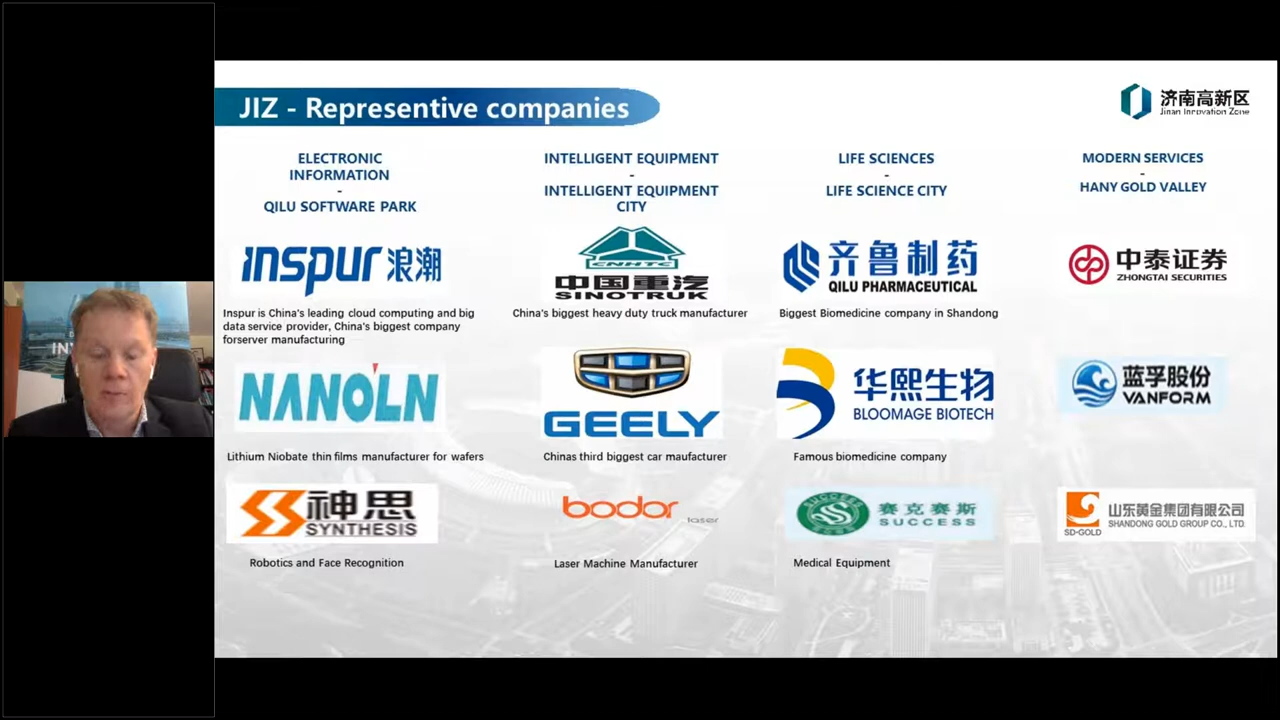 JIZ - Representive companies
济南高新区
Jinan Innovation Zone
ELECTRONIC
INFORMATION
-
QILU SOFTWARE PARK
inspur 浪潮
Inspur is China's leading cloud computing and big
data service provider, China's biggest company
forserver manufacturing
NANOLN
Lithium Niobate thin films manufacturer for wafers
神思
SYNTHESIS
Robotics and Face Recognition
INTELLIGENT EQUIPMENT
-
INTELLIGENT EQUIPMENT
CITY
CNHTC
中国重汽
SINOTRUK
China's biggest heavy duty truck manufacturer
GEELY
Chinas third biggest car maufacturer
bodor
laser
Laser Machine Manufacturer
LIFE SCIENCES
-
LIFE SCIENCE CITY
齐鲁制药
QILU PHARMACEUTICAL
Biggest Biomedicine company in Shandong
华熙生物
BLOOMAGE BIOTECH
Famous biomedicine company
SUCCESS
赛克赛斯
SUCCESS
Medical Equipment
MODERN SERVICES
-
HANY GOLD VALLEY
中泰证券
ZHONGTAI SECURITIES
蓝孚股份
VANFORM
山东黄金集团有限公司
SHANDONG GOLD GROUP CO., LTD.
SD-GOLD